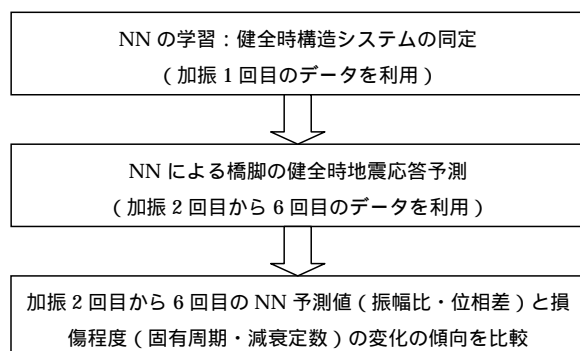 NN の学習：健全時構造システムの同定
（加振 1 回目のデータを利用）
NN による橋脚の健全時地震応答予測
（加振 2 回目から 6 回目のデータを利用）
加振 2 回目から 6 回目の NN 予測値（振幅比・位相差）と損
傷程度（固有周期・減衰定数）の変化の傾向を比較